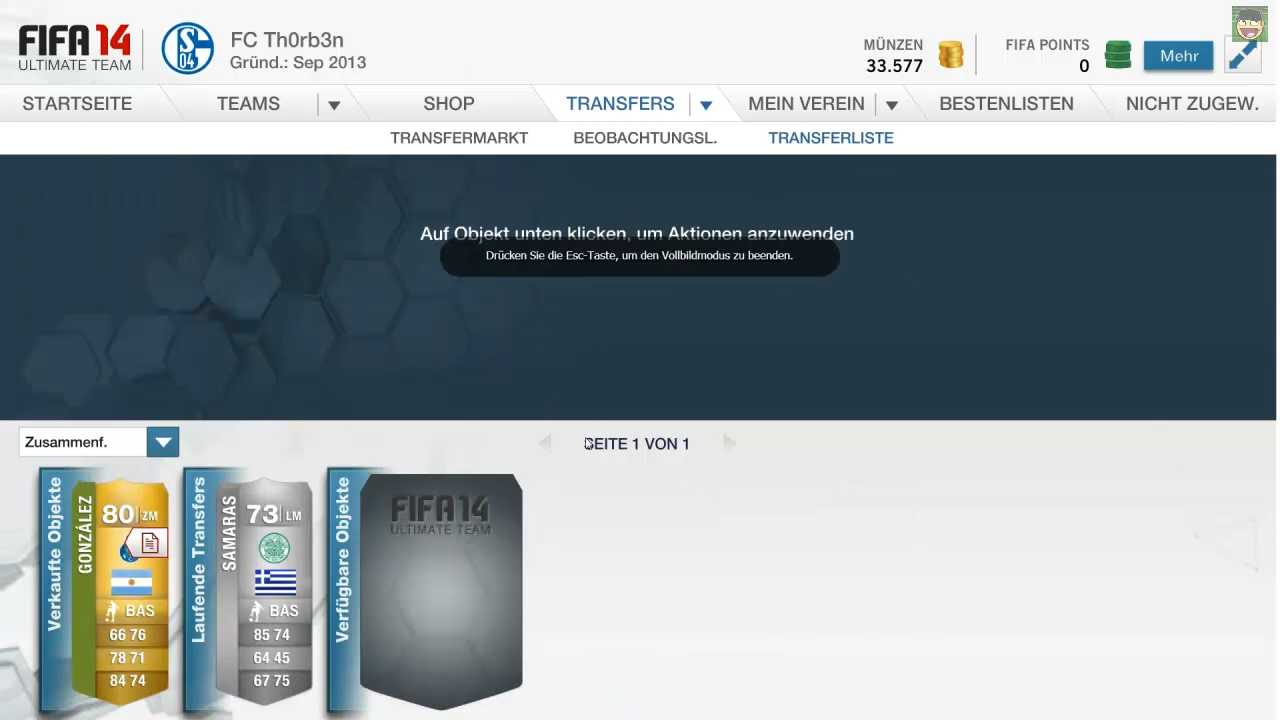 FIFA 14
ULTIMATE TEAM
S
04
FC Th0rb3n
Gründ.: Sep 2013
MÜNZEN
33.577
FIFA POINTS
0
Mehr
STARTSEITE
TEAMS
SHOP
TRANSFERS
MEIN VEREIN
BESTENLISTEN
NICHT ZUGEW.
TRANSFERMARKT
BEOBACHTUNGSL.
TRANSFERLISTE
Auf Objekt unten klicken, um Aktionen anzuwenden
Drücken Sie die Esc-Taste, um den Vollbildmodus zu beenden.
Zusammenf.
SEITE 1 VON 1
Verkaufte Objekte
GONZÁLEZ
80 ZM
BAS
66 76
78 71
84 74
Laufende Transfers
SAMARAS
73 LM
BAS
85 74
64 45
67 75
Verfügbare Objekte
FIFA 14
ULTIMATE TEAM